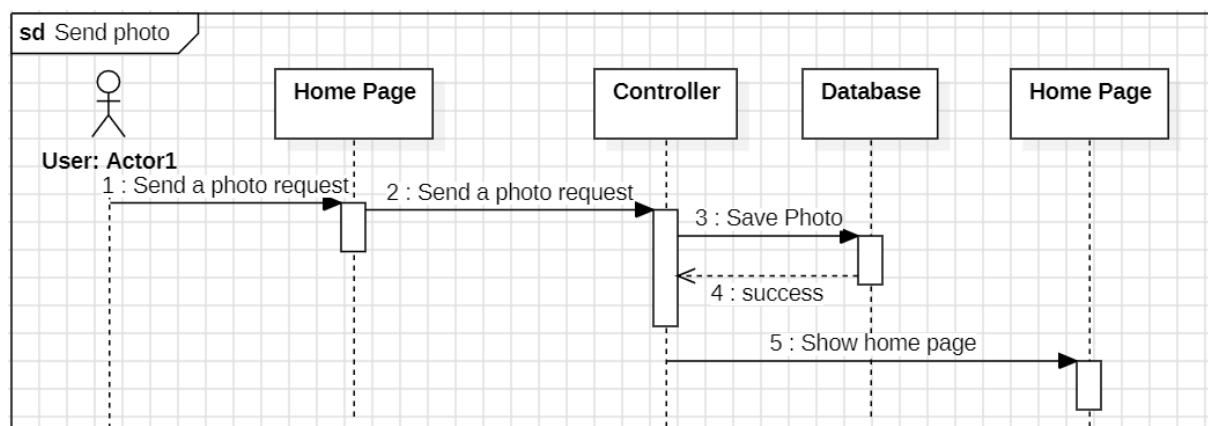 sd Send photo
Home Page
Controller
Database
Home Page
User: Actor1
1 : Send a photo request
2 : Send a photo request
3 : Save Photo
4 : success
5 : Show home page